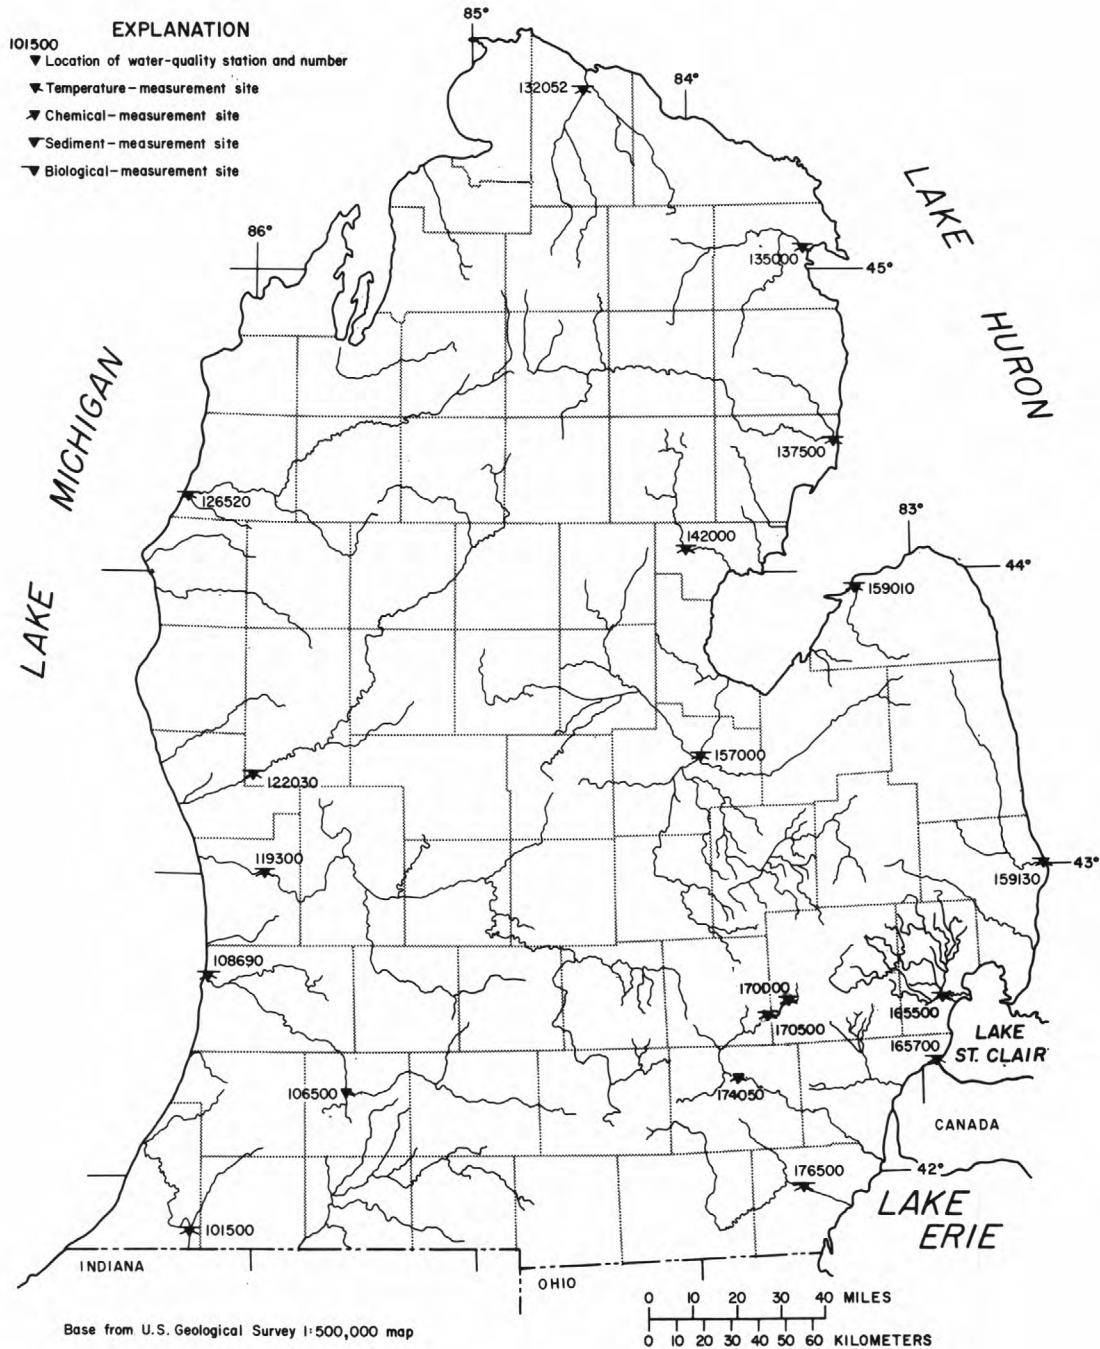 EXPLANATION
101500
Location of water-quality station and number
Temperature-measurement site
Chemical-measurement site
Sediment-measurement site
Biological-measurement site
85°
84°
132052
LAKE
HURON
86°
135000
45°
LAKE
MICHIGAN
137500
126520
142000
83°
44°
159010
157000
122030
119300
43°
159130
108690
170000
165500
170500
LAKE
ST. CLAIR
165700
106500
174050
CANADA
176500
42°
LAKE
ERIE
101500
INDIANA
OHIO
0 10 20 30 40 MILES
0 10 20 30 40 50 60 KILOMETERS
Base from U.S. Geological Survey 1:500,000 map